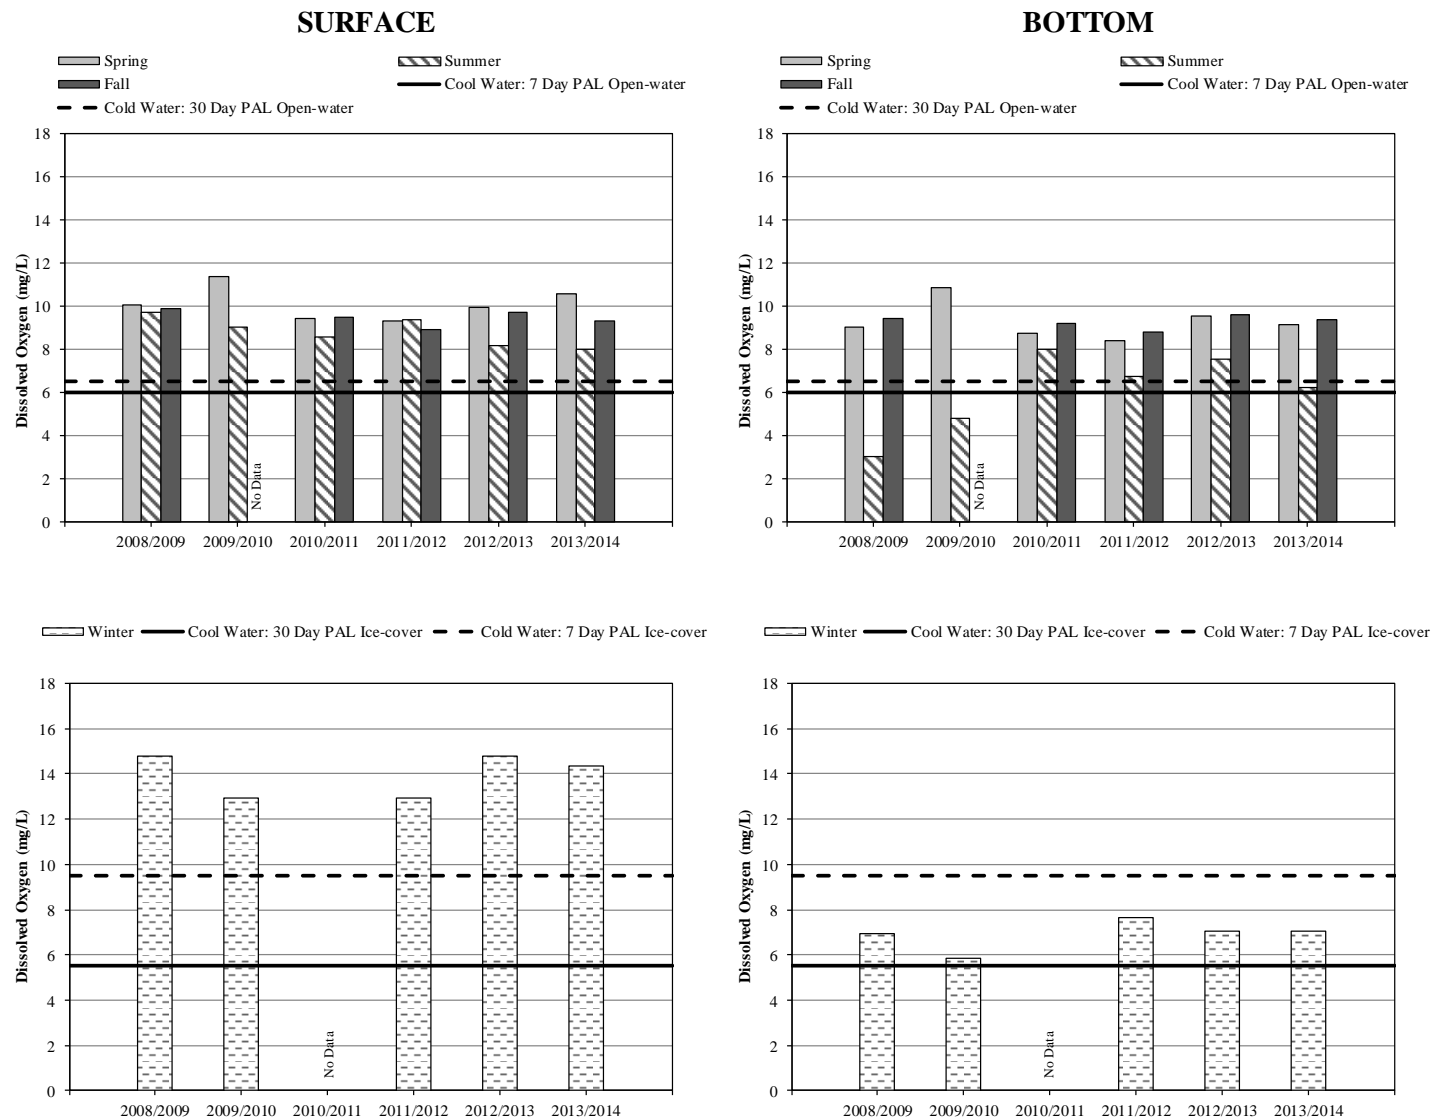 SURFACE
BOTTOM
Spring
Summer
Fall
Cool Water: 7 Day PAL Open-water
Cold Water: 30 Day PAL Open-water
Spring
Summer
Fall
Cool Water: 7 Day PAL Open-water
Cold Water: 30 Day PAL Open-water
18
16
14
12
10
8
6
4
2
0
Dissolved Oxygen (mg/L)
No Data
2008/2009 2009/2010 2010/2011 2011/2012 2012/2013 2013/2014
18
16
14
12
10
8
6
4
2
0
Dissolved Oxygen (mg/L)
No Data
2008/2009 2009/2010 2010/2011 2011/2012 2012/2013 2013/2014
Winter Cool Water: 30 Day PAL Ice-cover Cold Water: 7 Day PAL Ice-cover
18
16
14
12
10
8
6
4
2
0
Dissolved Oxygen (mg/L)
No Data
2008/2009 2009/2010 2010/2011 2011/2012 2012/2013 2013/2014
Winter Cool Water: 30 Day PAL Ice-cover Cold Water: 7 Day PAL Ice-cover
18
16
14
12
10
8
6
4
2
0
Dissolved Oxygen (mg/L)
No Data
2008/2009 2009/2010 2010/2011 2011/2012 2012/2013 2013/2014